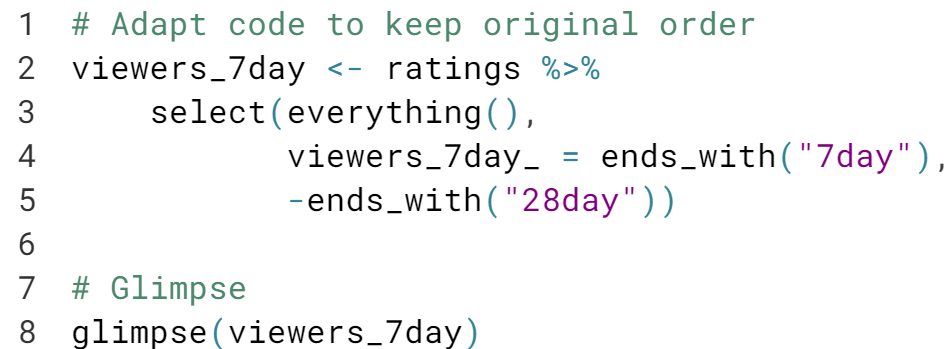 1 # Adapt code to keep original order
2 viewers_7day <- ratings %>%
3     select(everything(),
4            viewers_7day_ = ends_with("7day"),
5            -ends_with("28day"))
6
7 # Glimpse
8 glimpse(viewers_7day)